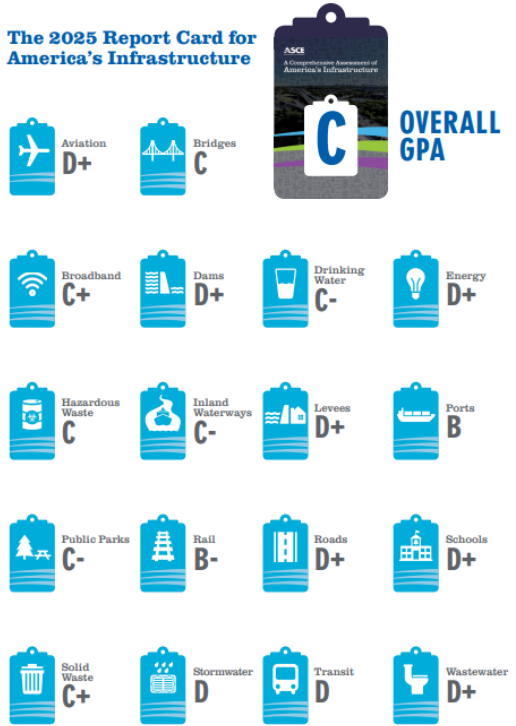 The 2025 Report Card for
America's Infrastructure
ASCE
A Comprehensive Assessment of
America's Infrastructure
C
OVERALL
GPA
Aviation
D+
Bridges
C
Broadband
C+
Dams
D+
Drinking
Water
C-
Energy
D+
Hazardous
Waste
C
Inland
Waterways
C-
Levees
D+
Ports
B
Public Parks
C-
Rail
B-
Roads
D+
Schools
D+
Solid
Waste
C+
Stormwater
D
Transit
D
Wastewater
D+